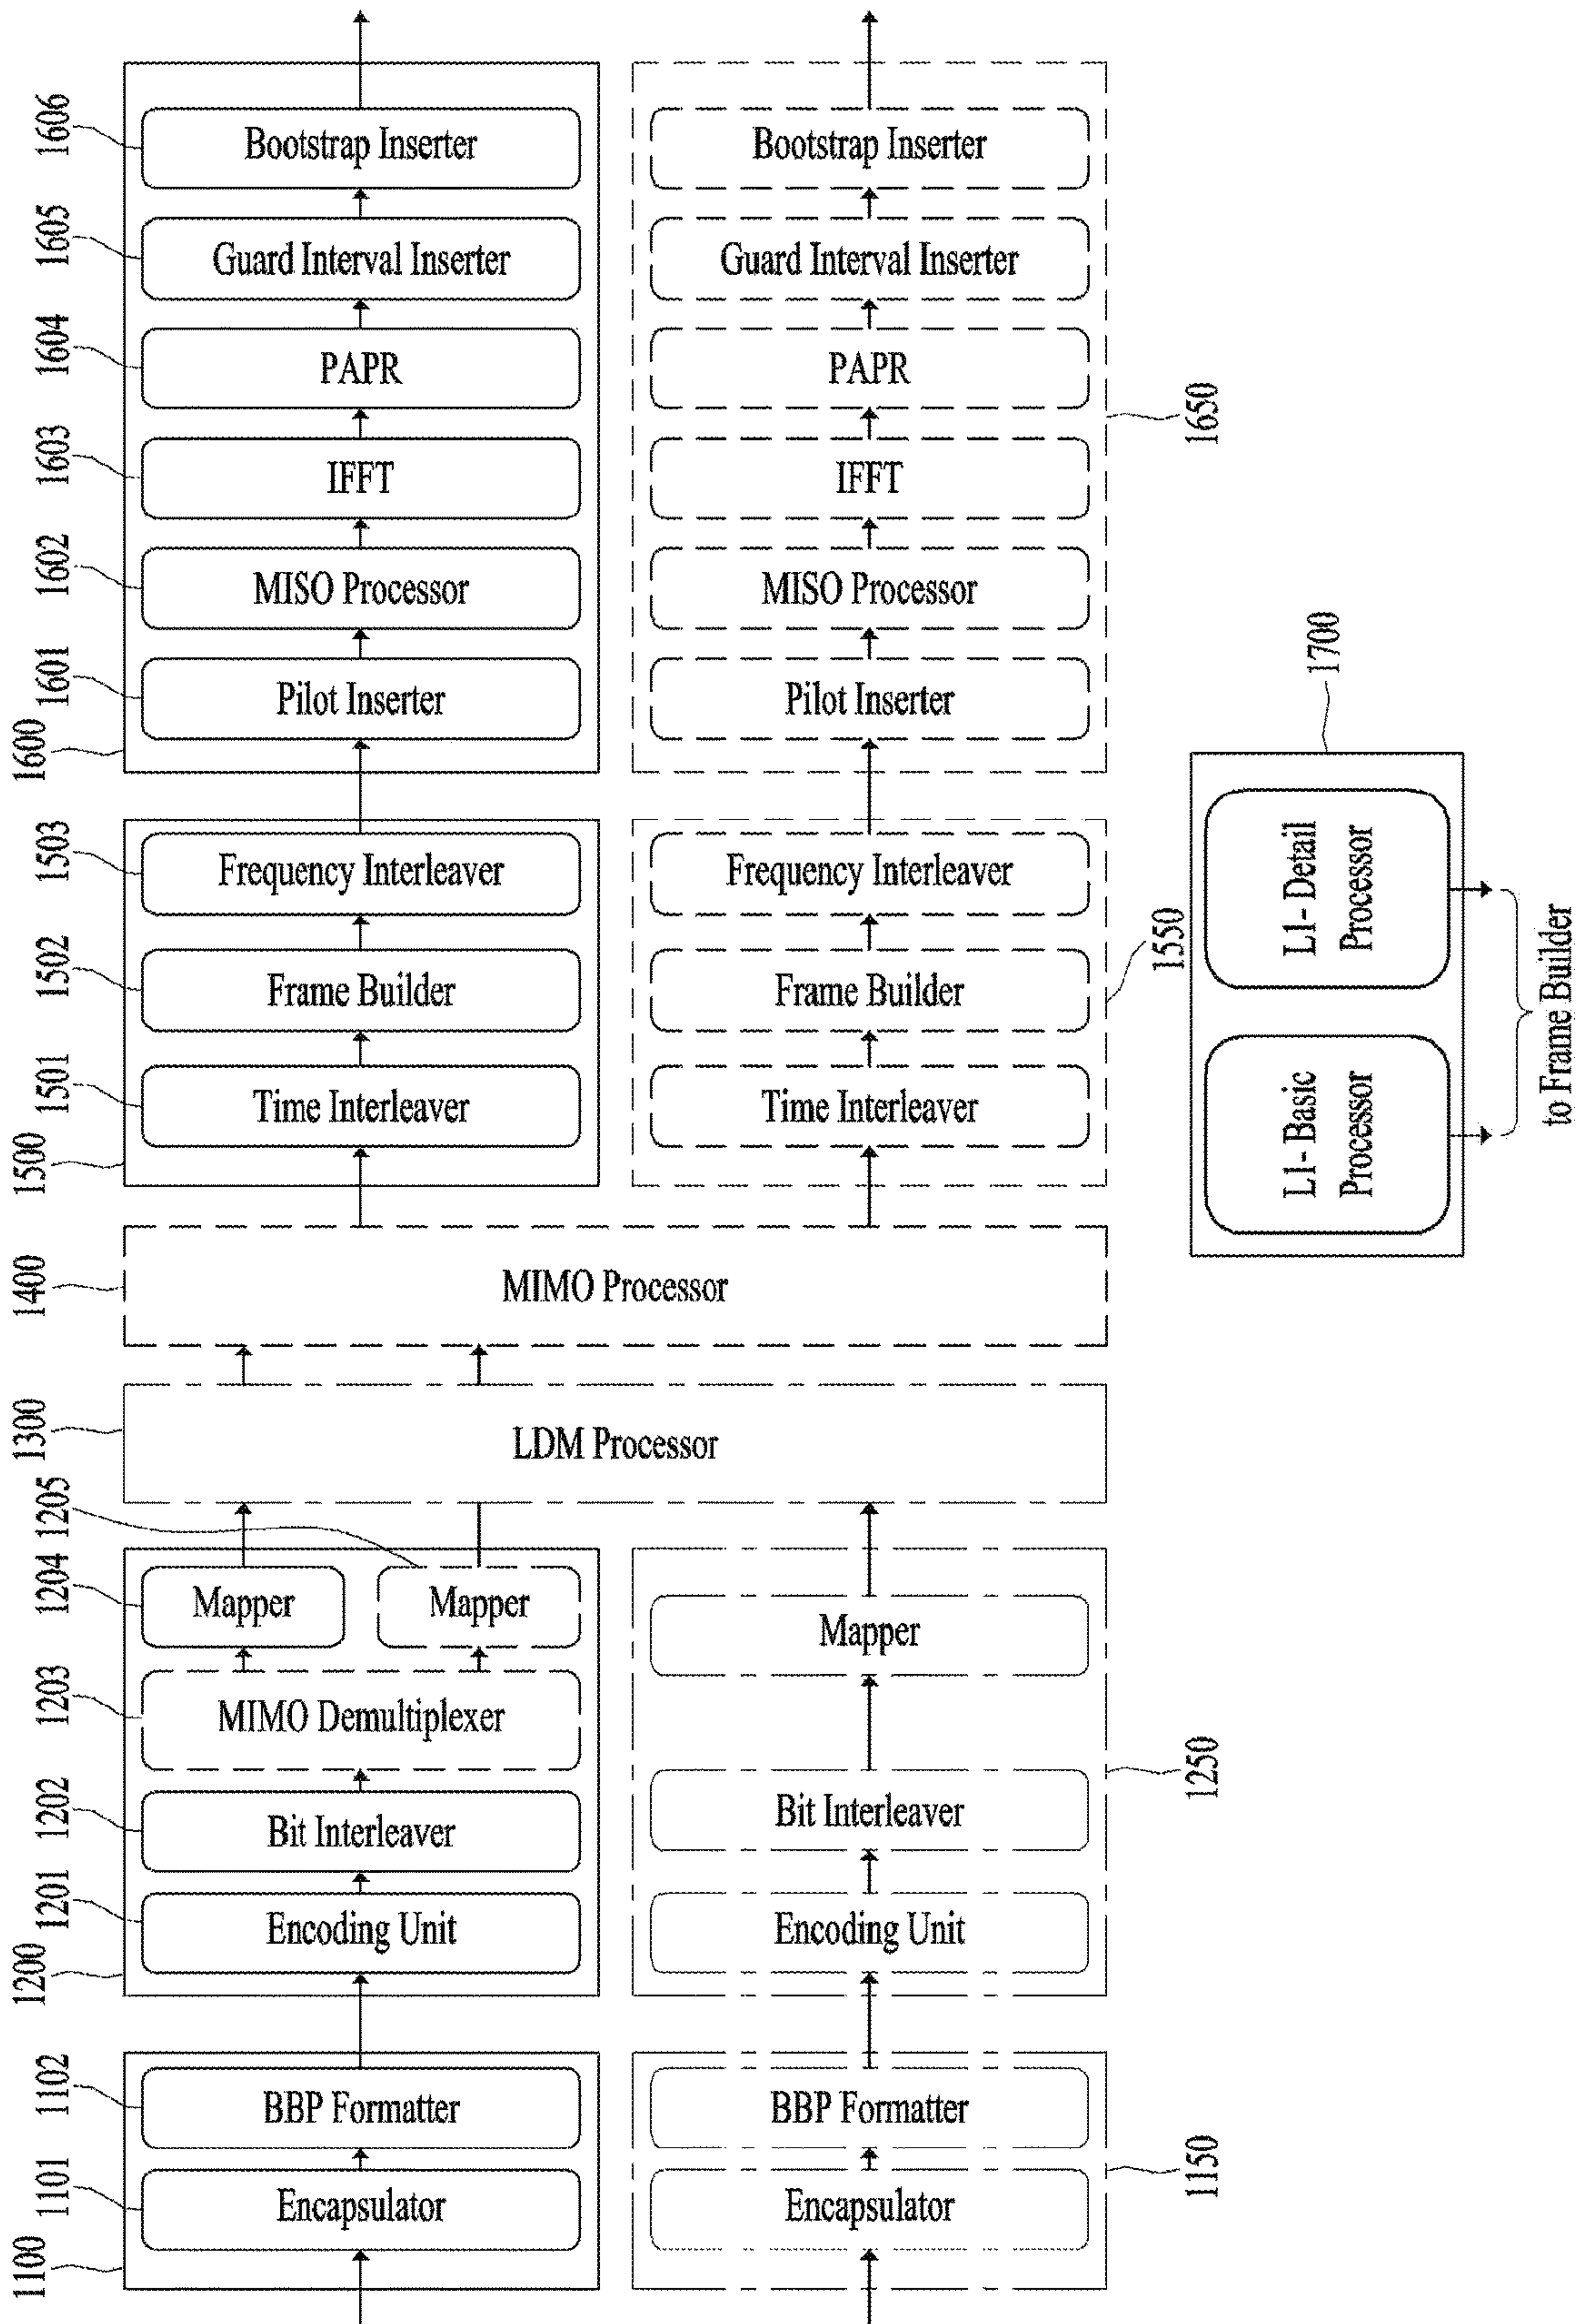 1606
Bootstrap Inserter
Bootstrap Inserter
1605
Guard Interval Inserter
Guard Interval Inserter
1604
PAPR
PAPR
1650
1603
IFFT
IFFT
1602
MISO Processor
MISO Processor
1601
Pilot Inserter
Pilot Inserter
1600
1700
1503
Frequency Interleaver
Frequency Interleaver
L1- Detail
Processor
1550
1502
Frame Builder
Frame Builder
to Frame Builder
1501
Time Interleaver
Time Interleaver
L1- Basic
Processor
1500
1400
MIMO Processor
1300
LDM Processor
1205
1204
Mapper
Mapper
Mapper
1203
MIMO Demultiplexer
1250
1202
Bit Interleaver
Bit Interleaver
1201
Encoding Unit
Encoding Unit
1200
1102
BBP Formatter
BBP Formatter
1150
1101
Encapsulator
Encapsulator
1100